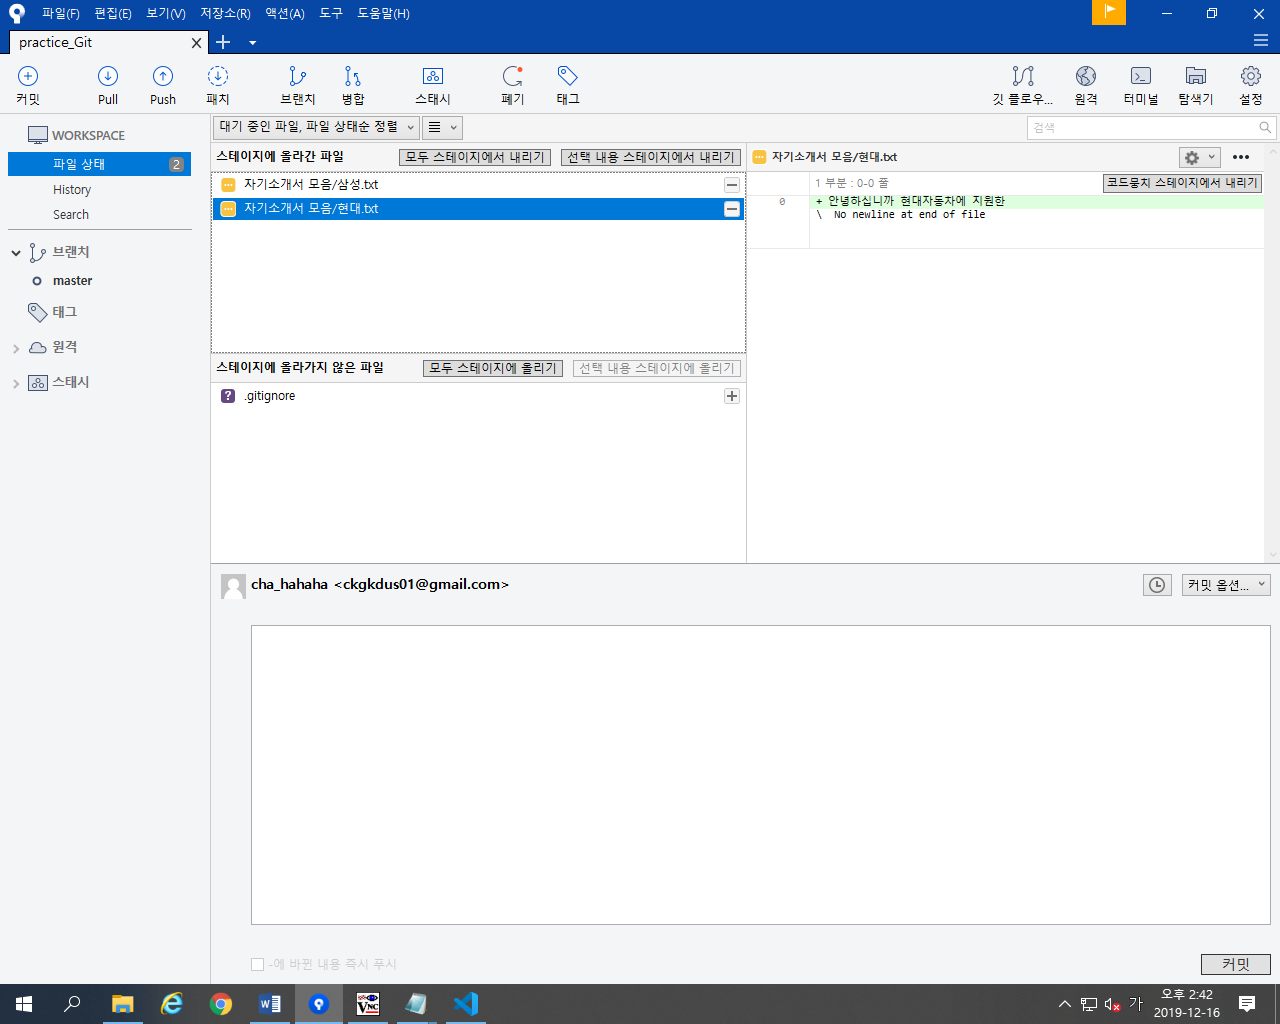 파일(F) 편집(E) 보기(V) 저장소(R) 액션(A) 도구 도움말(H)
practice_Git
커밋 Pull Push 패치 브랜치 병합 스태시 폐기 태그 깃 플로우... 원격 터미널 탐색기 설정
WORKSPACE
파일 상태 2
History
Search
브랜치
master
태그
원격
스태시
대기 중인 파일, 파일 상태순 정렬
검색
스테이지에 올라간 파일 모두 스테이지에서 내리기 선택 내용 스테이지에서 내리기
자기소개서 모음/삼성.txt
자기소개서 모음/현대.txt
스테이지에 올라가지 않은 파일 모두 스테이지에 올리기 선택 내용 스테이지에 올리기
? .gitignore
자기소개서 모음/현대.txt
1 부분 : 0-0 줄 코드뭉치 스테이지에서 내리기
0 + 안녕하십니까 현대자동차에 지원한
\ No newline at end of file
cha_hahaha <ckgkdus01@gmail.com>
커밋 옵션...
-에 바뀐 내용 즉시 푸시
커밋
가
오후 2:42
2019-12-16